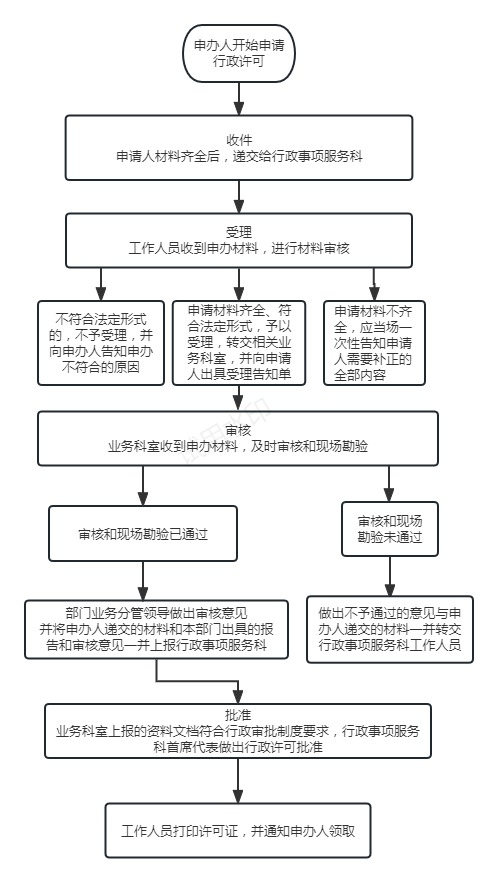 申办人开始申请
行政许可
收件
申请人材料齐全后，递交给行政事项服务科
受理
工作人员收到申办材料，进行材料审核
不符合法定形式
的，不予受理，并
向申办人告知申办
不符合的原因
申请材料齐全、符
合法定形式，予以
受理，转交相关业
务科室，并向申请
人出具受理告知单
申请材料不齐
全，应当场一
次性告知申请
人需要补正的
全部内容
审核
业务科室收到申办材料，及时审核和现场勘验
审核和现场勘验已通过
审核和现场
勘验未通过
部门业务分管领导做出审核意见
并将申办人递交的材料和本部门出具的报
告和审核意见一并上报行政事项服务科
做出不予通过的意见与申
办人递交的材料一并转交
行政事项服务科工作人员
批准
业务科室上报的资料文档符合行政审批制度要求，行政事项服务
科首席代表做出行政许可批准
工作人员打印许可证，并通知申办人领取